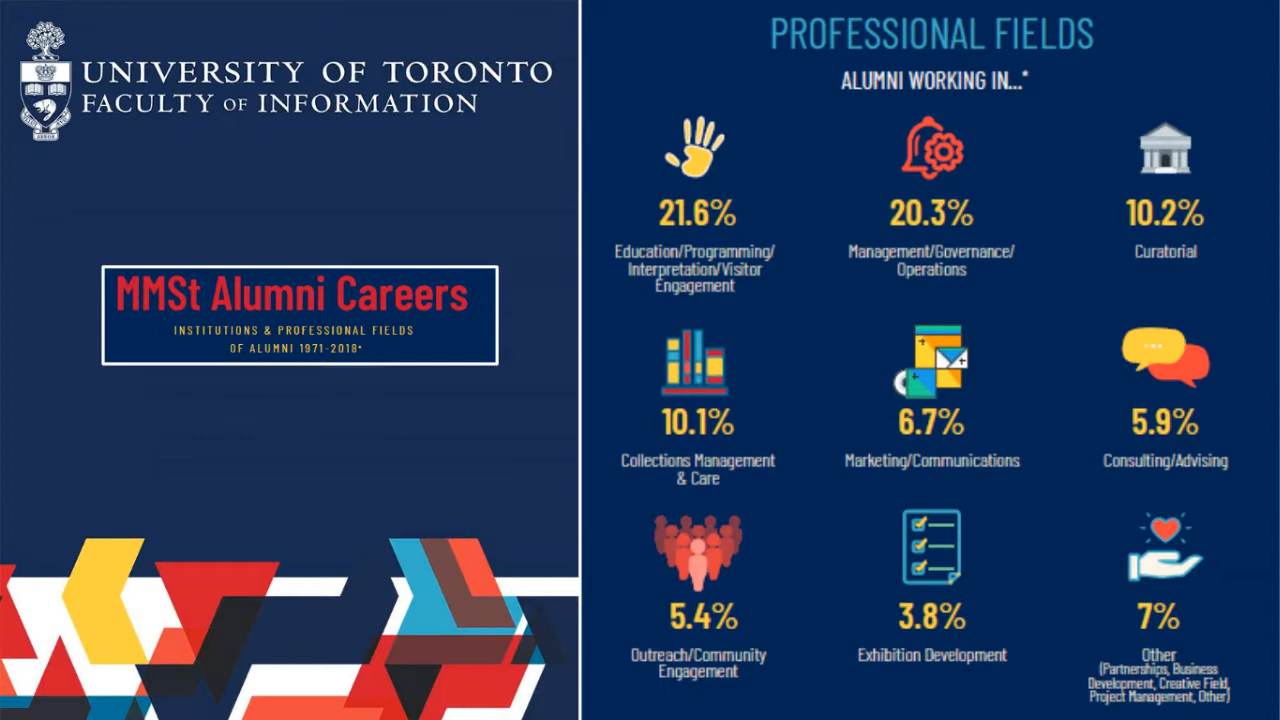 UNIVERSITY OF TORONTO
FACULTY OF INFORMATION
MMSt Alumni Careers
INSTITUTIONS & PROFESSIONAL FIELDS
OF ALUMNI 1971-2018*
PROFESSIONAL FIELDS
ALUMNI WORKING IN...*
21.6%
Education/Programming/
Interpretation/Visitor
Engagement
20.3%
Management/Governance/
Operations
10.2%
Curatorial
10.1%
Collections Management
& Care
6.7%
Marketing/Communications
5.9%
Consulting/Advising
5.4%
Outreach/Community
Engagement
3.8%
Exhibition Development
7%
Other
(Partnerships, Business
Development, Creative Field,
Project Management, Other)